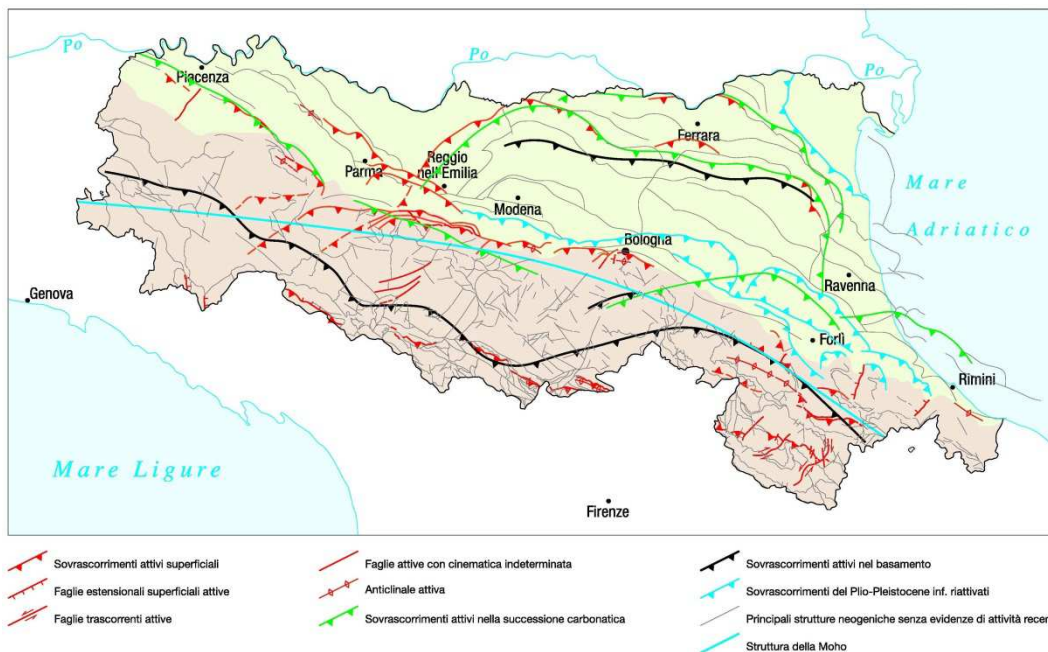 Po
Po
Po
Piacenza
Parma
Reggio
nell'Emilia
Modena
Ferrara
Bologna
Ravenna
Forlì
Rimini
Genova
Firenze
Mare
Adriatico
Mare Ligure
Sovrascorrimenti attivi superficiali
Faglie estensionali superficiali attive
Faglie trascorrenti attive
Faglie attive con cinematica indeterminata
Anticlinale attiva
Sovrascorrimenti attivi nella successione carbonatica
Sovrascorrimenti attivi nel basamento
Sovrascorrimenti del Plio-Pleistocene inf. riattivati
Principali strutture neogeniche senza evidenze di attività recen
Struttura della Moho